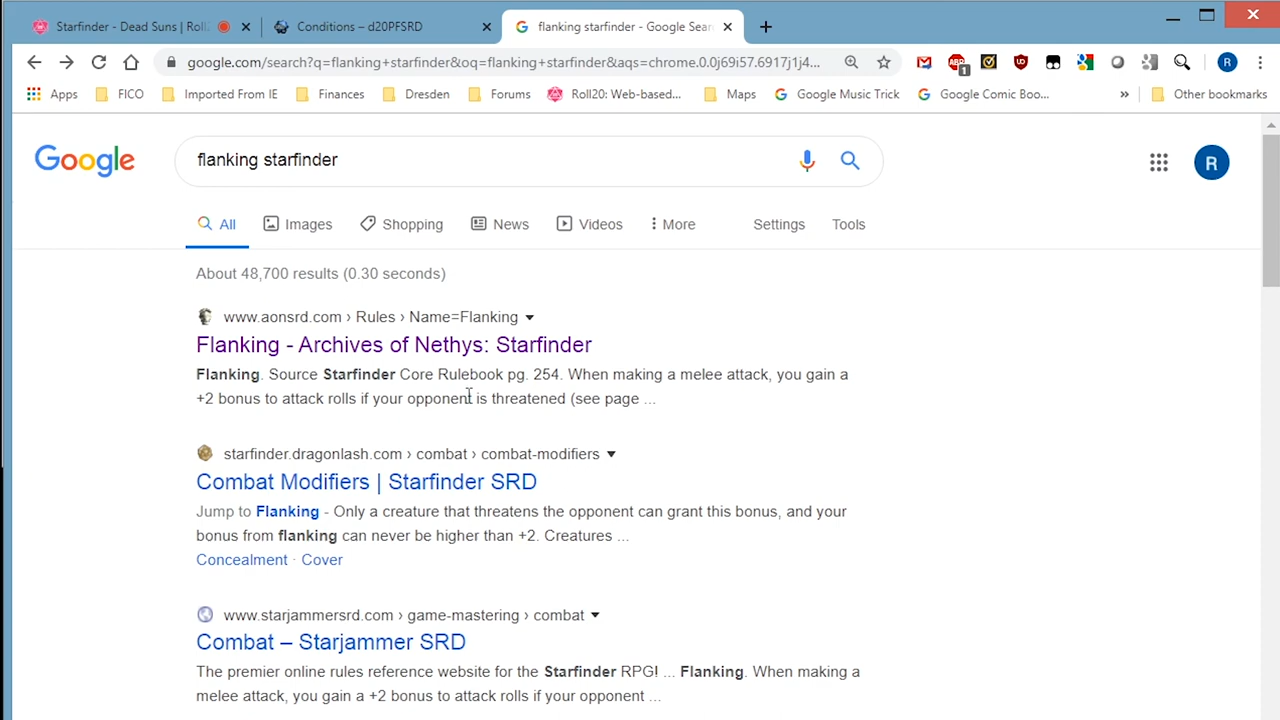 Starfinder - Dead Suns | Roll
Conditions – d20PFSRD
flanking starfinder - Google Sear
google.com/search?q=flanking+starfinder&oq=flanking+starfinder&aqs=chrome.0.0j69i57.6917j1j4...
ABP
1
UD
R
Apps
FICO
Imported From IE
Finances
Dresden
Forums
Roll20: Web-based...
Maps
Google Music Trick
Google Comic Boo...
»
Other bookmarks
Google
flanking starfinder
R
All
Images
Shopping
News
Videos
More
Settings
Tools
About 48,700 results (0.30 seconds)
www.aonsrd.com › Rules › Name=Flanking
Flanking - Archives of Nethys: Starfinder
Flanking. Source Starfinder Core Rulebook pg. 254. When making a melee attack, you gain a
+2 bonus to attack rolls if your opponent is threatened (see page ...
starfinder.dragonlash.com › combat › combat-modifiers
Combat Modifiers | Starfinder SRD
Jump to Flanking - Only a creature that threatens the opponent can grant this bonus, and your
bonus from flanking can never be higher than +2. Creatures ...
Concealment · Cover
www.starjammersrd.com › game-mastering › combat
Combat – Starjammer SRD
The premier online rules reference website for the Starfinder RPG! ... Flanking. When making a
melee attack, you gain a +2 bonus to attack rolls if your opponent ...